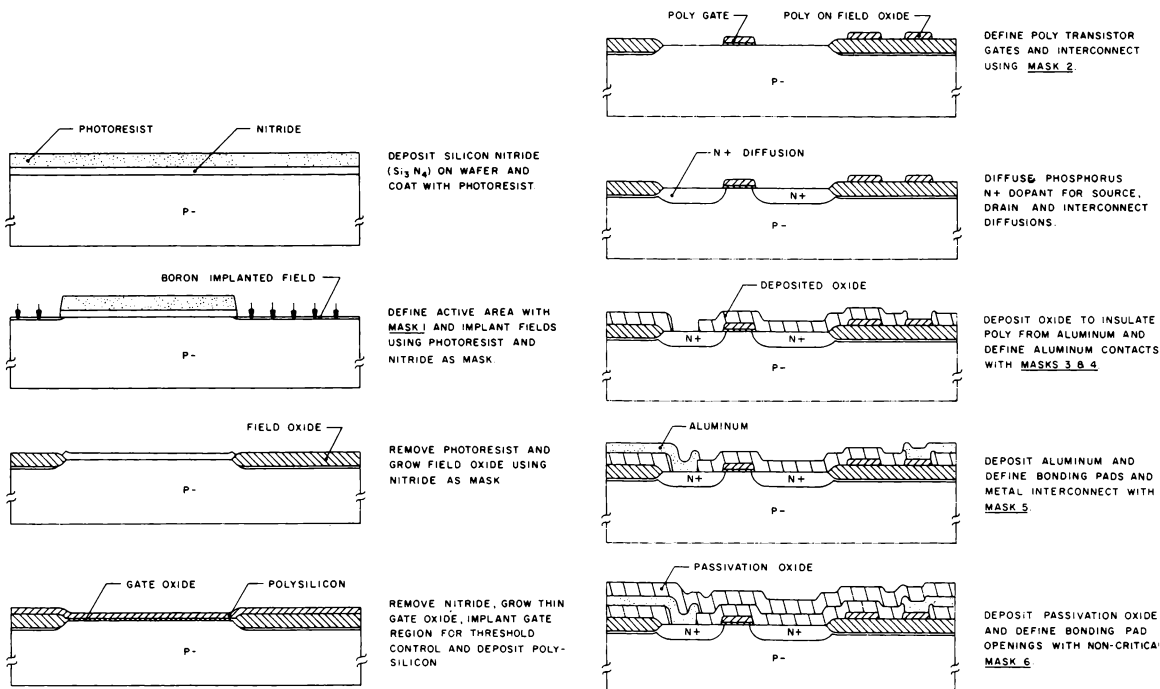 PHOTORESIST
NITRIDE
P-
DEPOSIT SILICON NITRIDE
(Si3 N4) ON WAFER AND
COAT WITH PHOTORESIST
BORON IMPLANTED FIELD
P-
DEFINE ACTIVE AREA WITH
MASK 1 AND IMPLANT FIELDS
USING PHOTORESIST AND
NITRIDE AS MASK.
FIELD OXIDE
P-
REMOVE PHOTORESIST AND
GROW FIELD OXIDE USING
NITRIDE AS MASK
GATE OXIDE
POLYSILICON
P-
REMOVE NITRIDE, GROW THIN
GATE OXIDE, IMPLANT GATE
REGION FOR THRESHOLD
CONTROL AND DEPOSIT POLY-
SILICON
POLY GATE
POLY ON FIELD OXIDE
P-
DEFINE POLY TRANSISTOR
GATES AND INTERCONNECT
USING MASK 2.
N+ DIFFUSION
N+
P-
DIFFUSE PHOSPHORUS
N+ DOPANT FOR SOURCE,
DRAIN AND INTERCONNECT
DIFFUSIONS.
DEPOSITED OXIDE
N+
N+
P-
DEPOSIT OXIDE TO INSULATE
POLY FROM ALUMINUM AND
DEFINE ALUMINUM CONTACTS
WITH MASKS 3 & 4
ALUMINUM
N+
N+
P-
DEPOSIT ALUMINUM AND
DEFINE BONDING PADS AND
METAL INTERCONNECT WITH
MASK 5.
PASSIVATION OXIDE
N+
N+
P-
DEPOSIT PASSIVATION OXIDE
AND DEFINE BONDING PAD
OPENINGS WITH NON-CRITICA
MASK 6.